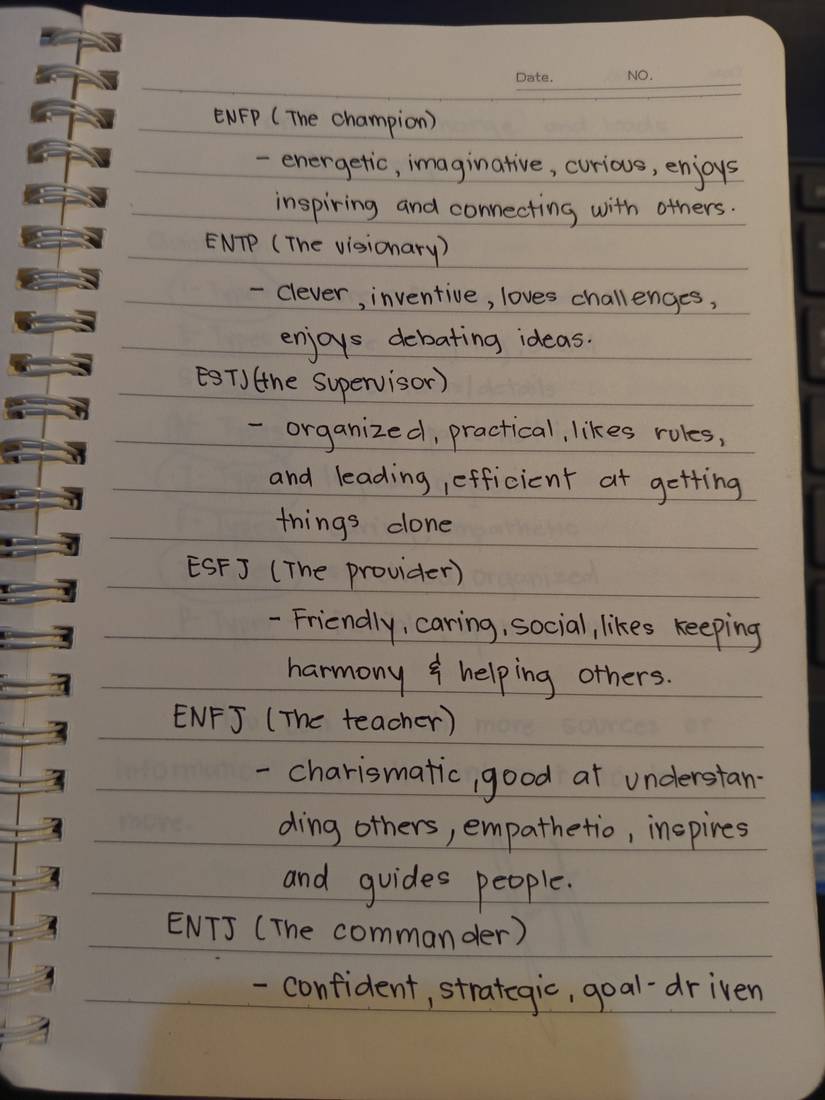 Date. NO.
ENFP (The champion)
- energetic, imaginative, curious, enjoys
inspiring and connecting with others.
ENTP (The visionary)
- clever, inventive, loves challenges,
enjoys debating ideas.
ESTJ (the supervisor)
- organized, practical, likes rules,
and leading, efficient at getting
things done
ESFJ (The provider)
- Friendly, caring, social, likes keeping
harmony & helping others.
ENFJ (The teacher)
- charismatic, good at understan-
ding others, empathetic, inspires
and guides people.
ENTJ (The commander)
- confident, strategic, goal-driven